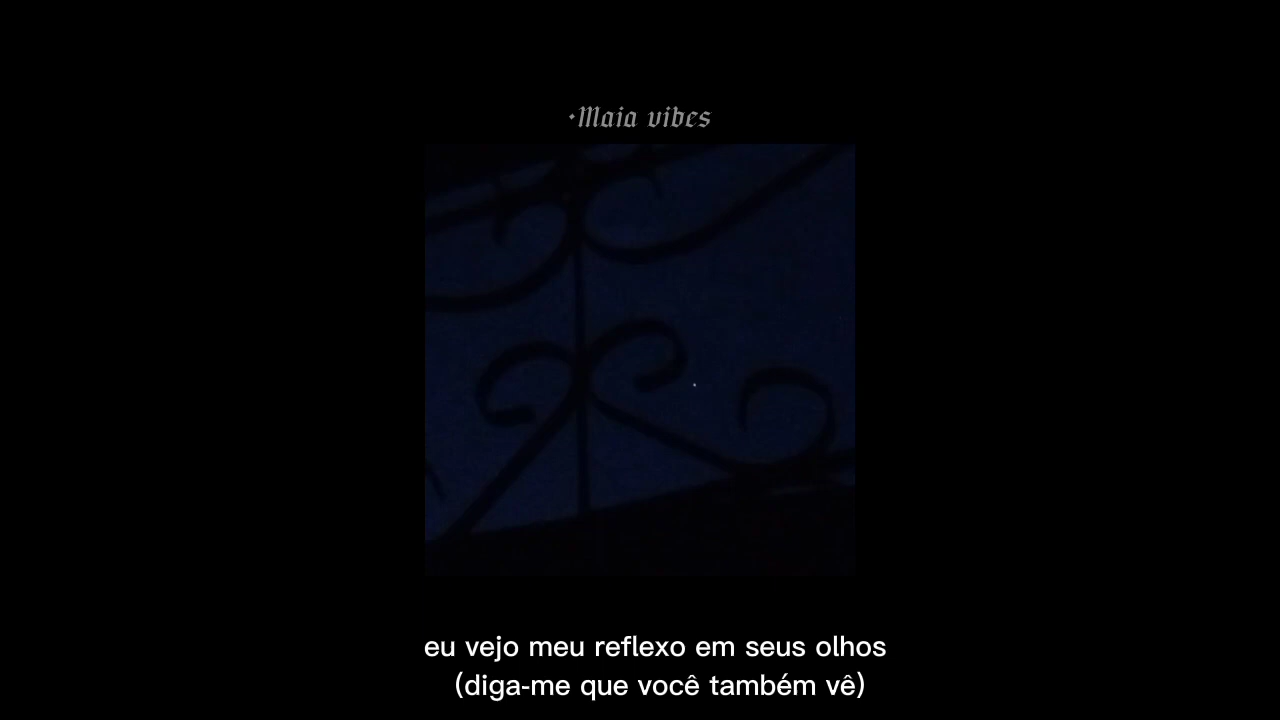 ·Maia vibes
eu vejo meu reflexo em seus olhos
(diga-me que você também vê)